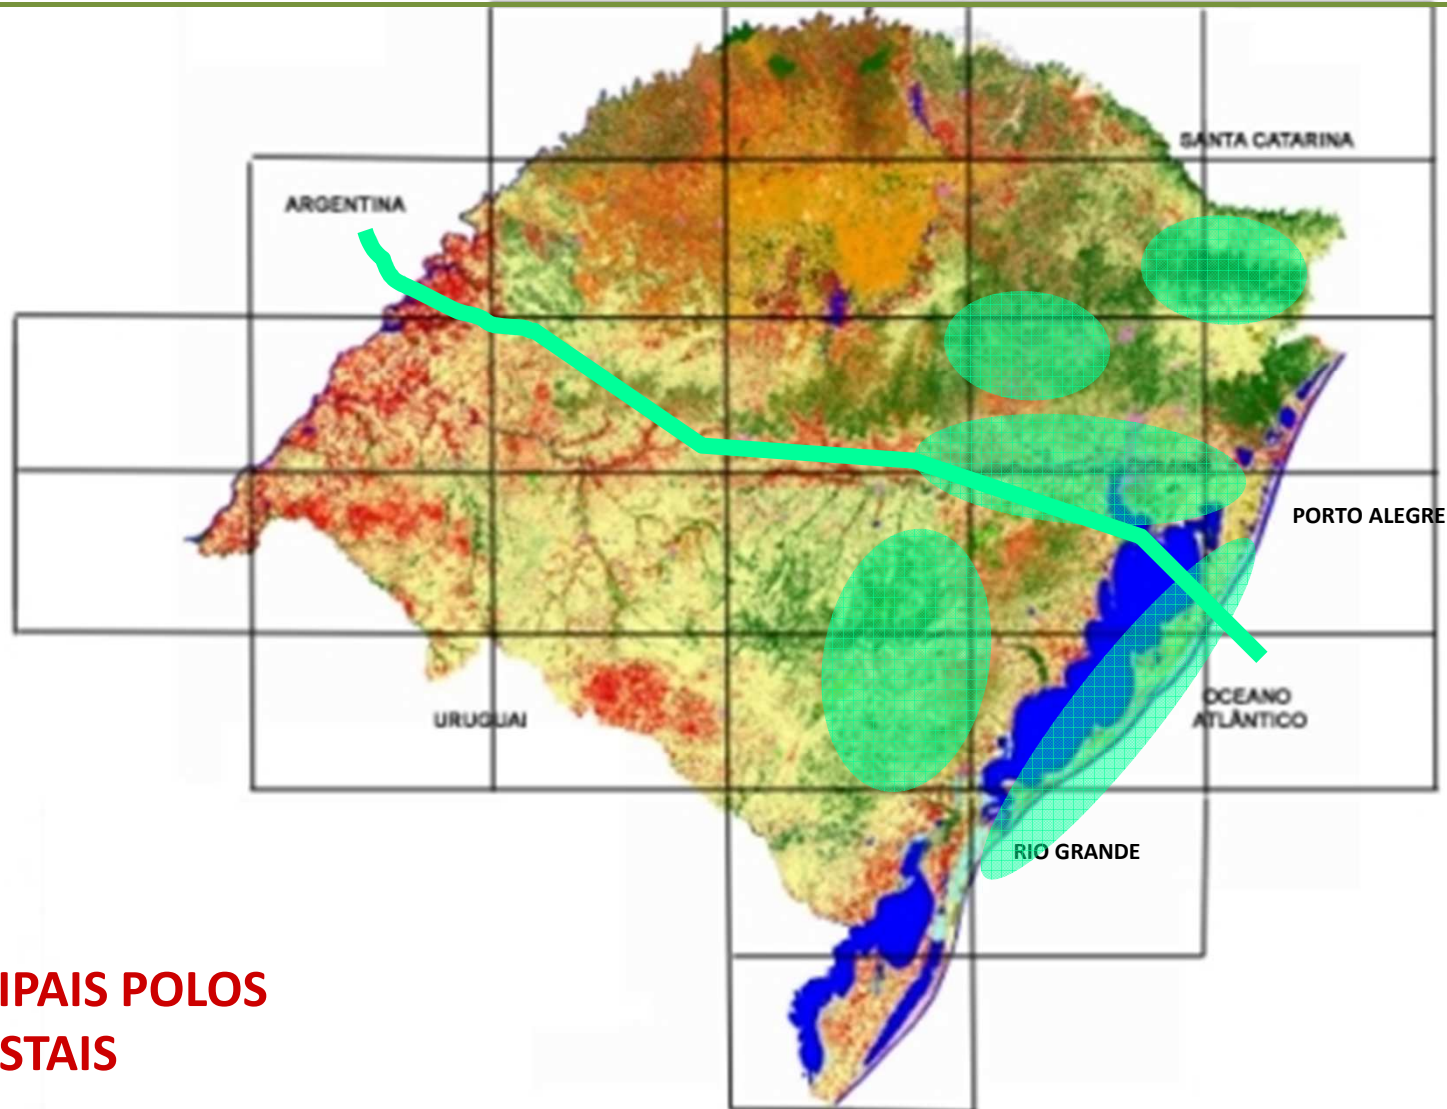 SANTA CATARINA
ARGENTINA
PORTO ALEGRE
OCEANO
ATLÂNTICO
URUGUAI
RIO GRANDE
IPAIS POLOS
STAIS